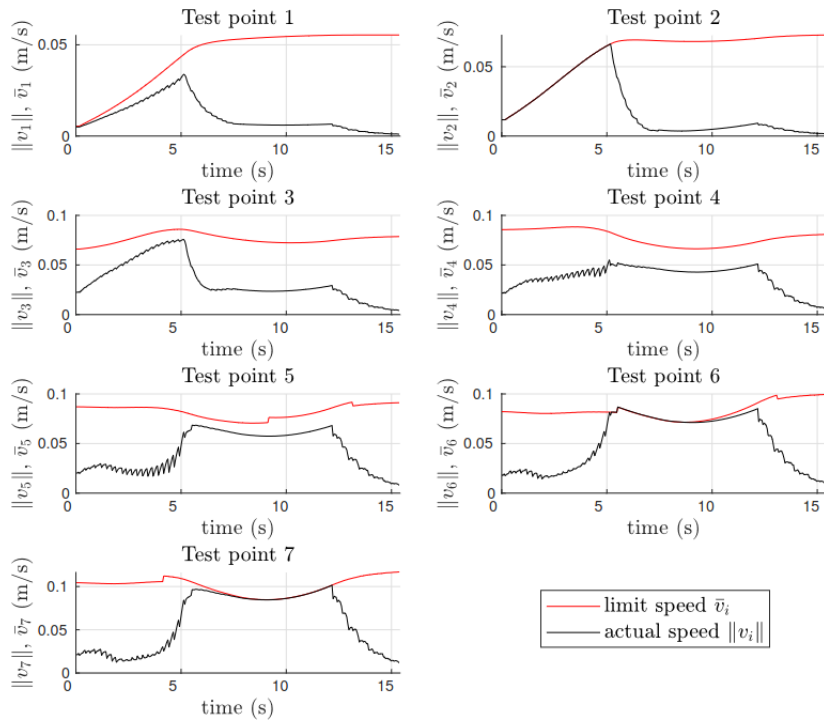 Test point 1
‖v₁‖, v̄₁ (m/s)
0.05
0
0 5 10 15
time (s)
Test point 2
‖v₂‖, v̄₂ (m/s)
0.05
0
0 5 10 15
time (s)
Test point 3
‖v₃‖, v̄₃ (m/s)
0.1
0.05
0
0 5 10 15
time (s)
Test point 4
‖v₄‖, v̄₄ (m/s)
0.1
0.05
0
0 5 10 15
time (s)
Test point 5
‖v₅‖, v̄₅ (m/s)
0.1
0.05
0
0 5 10 15
time (s)
Test point 6
‖v₆‖, v̄₆ (m/s)
0.1
0.05
0
0 5 10 15
time (s)
Test point 7
‖v₇‖, v̄₇ (m/s)
0.1
0.05
0
0 5 10 15
time (s)
limit speed v̄ᵢ
actual speed ‖vᵢ‖